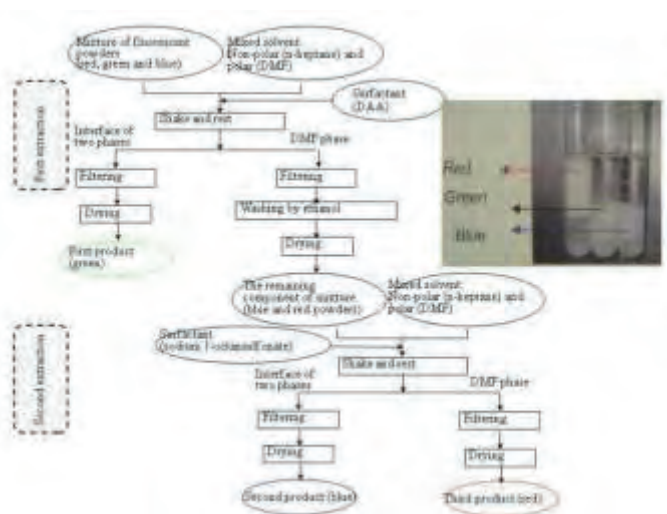 Mixture of fluorescent
powders
(red, green and blue)
Mixed solvent:
Non-polar (n-heptane) and
polar (DMF)
Surfactant
(DAA)
First extraction
Shake and rest
Interface of
two phases
DMF phase
Filtering
Filtering
Drying
Washing by ethanol
First product
(green)
Drying
Red
Green
Blue
The remaining
component of mixture
(blue and red powders)
Mixed solvent:
Non-polar (n-heptane) and
polar (DMF)
Surfactant
Second extraction
Shake and rest
Interface of
two phases
DMF phase
Filtering
Filtering
Drying
Drying
Second product (blue)
Third product (red)